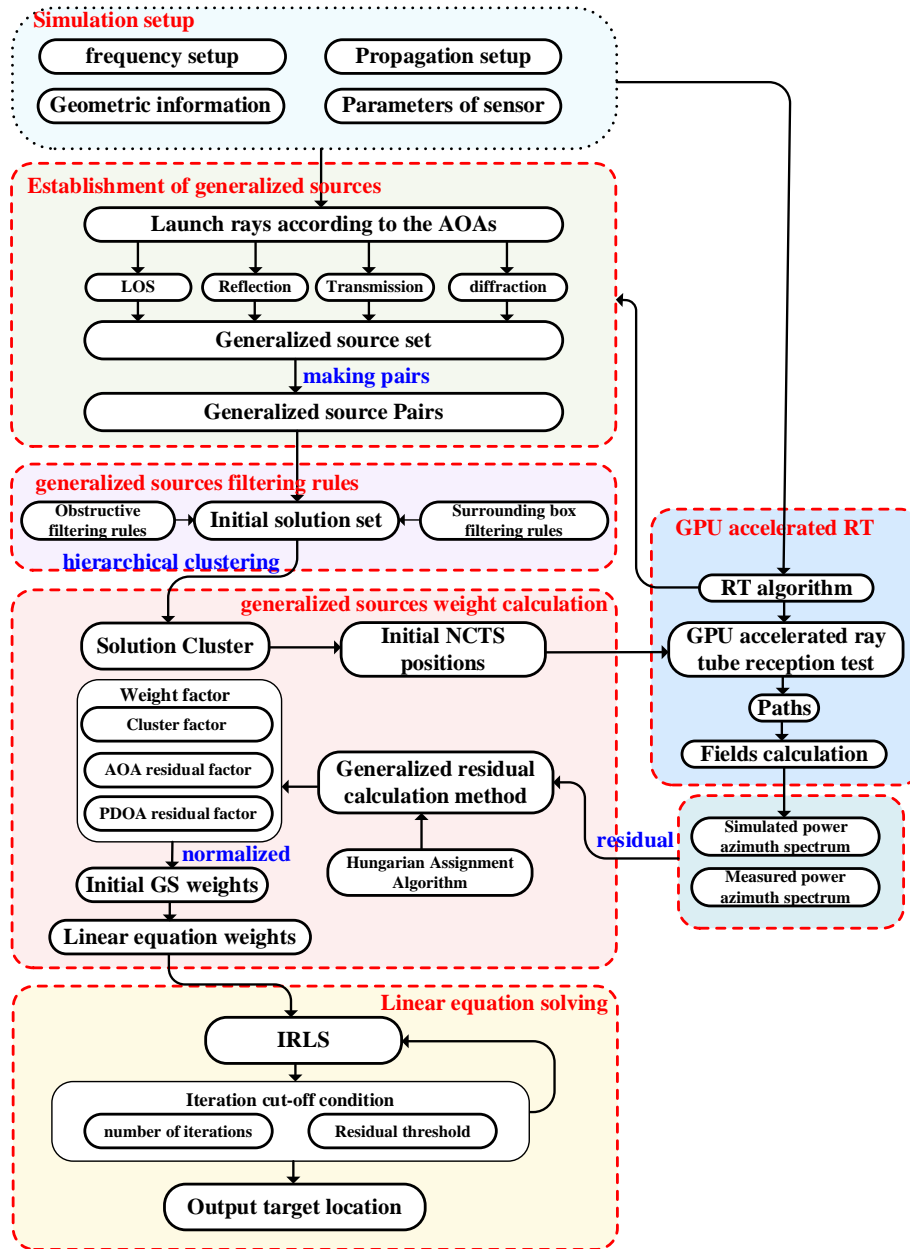 Simulation setup
frequency setup
Propagation setup
Geometric information
Parameters of sensor
Establishment of generalized sources
Launch rays according to the AOAs
LOS
Reflection
Transmission
diffraction
Generalized source set
making pairs
Generalized source Pairs
generalized sources filtering rules
Obstructive
filtering rules
Initial solution set
Surrounding box
filtering rules
hierarchical clustering
GPU accelerated RT
RT algorithm
GPU accelerated ray
tube reception test
Paths
Fields calculation
generalized sources weight calculation
Solution Cluster
Initial NCTS
positions
Weight factor
Cluster factor
AOA residual factor
PDOA residual factor
Generalized residual
calculation method
Hungarian Assignment
Algorithm
residual
Simulated power
azimuth spectrum
Measured power
azimuth spectrum
normalized
Initial GS weights
Linear equation weights
Linear equation solving
IRLS
Iteration cut-off condition
number of iterations
Residual threshold
Output target location